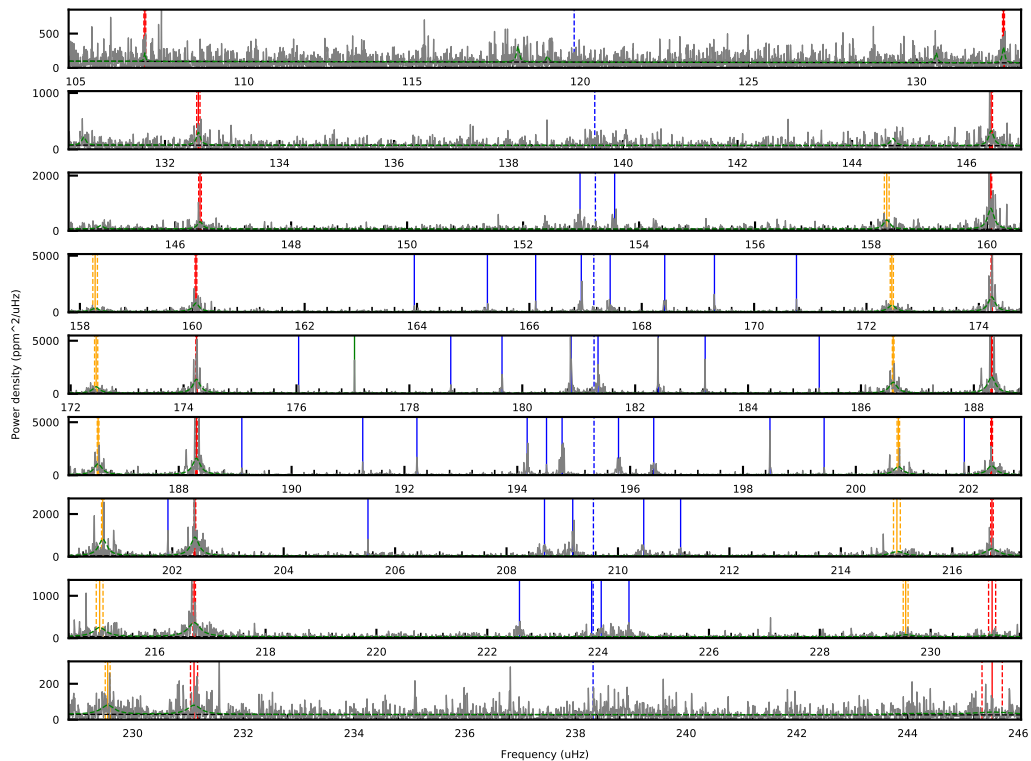 500
0
105 110 115 120 125 130
1000
0
132 134 136 138 140 142 144 146
2000
0
146 148 150 152 154 156 158 160
5000
0
158 160 162 164 166 168 170 172 174
5000
0
172 174 176 178 180 182 184 186 188
5000
0
188 190 192 194 196 198 200 202
2000
0
202 204 206 208 210 212 214 216
1000
0
216 218 220 222 224 226 228 230
200
0
230 232 234 236 238 240 242 244 246
Power density (ppm^2/uHz)
Frequency (uHz)